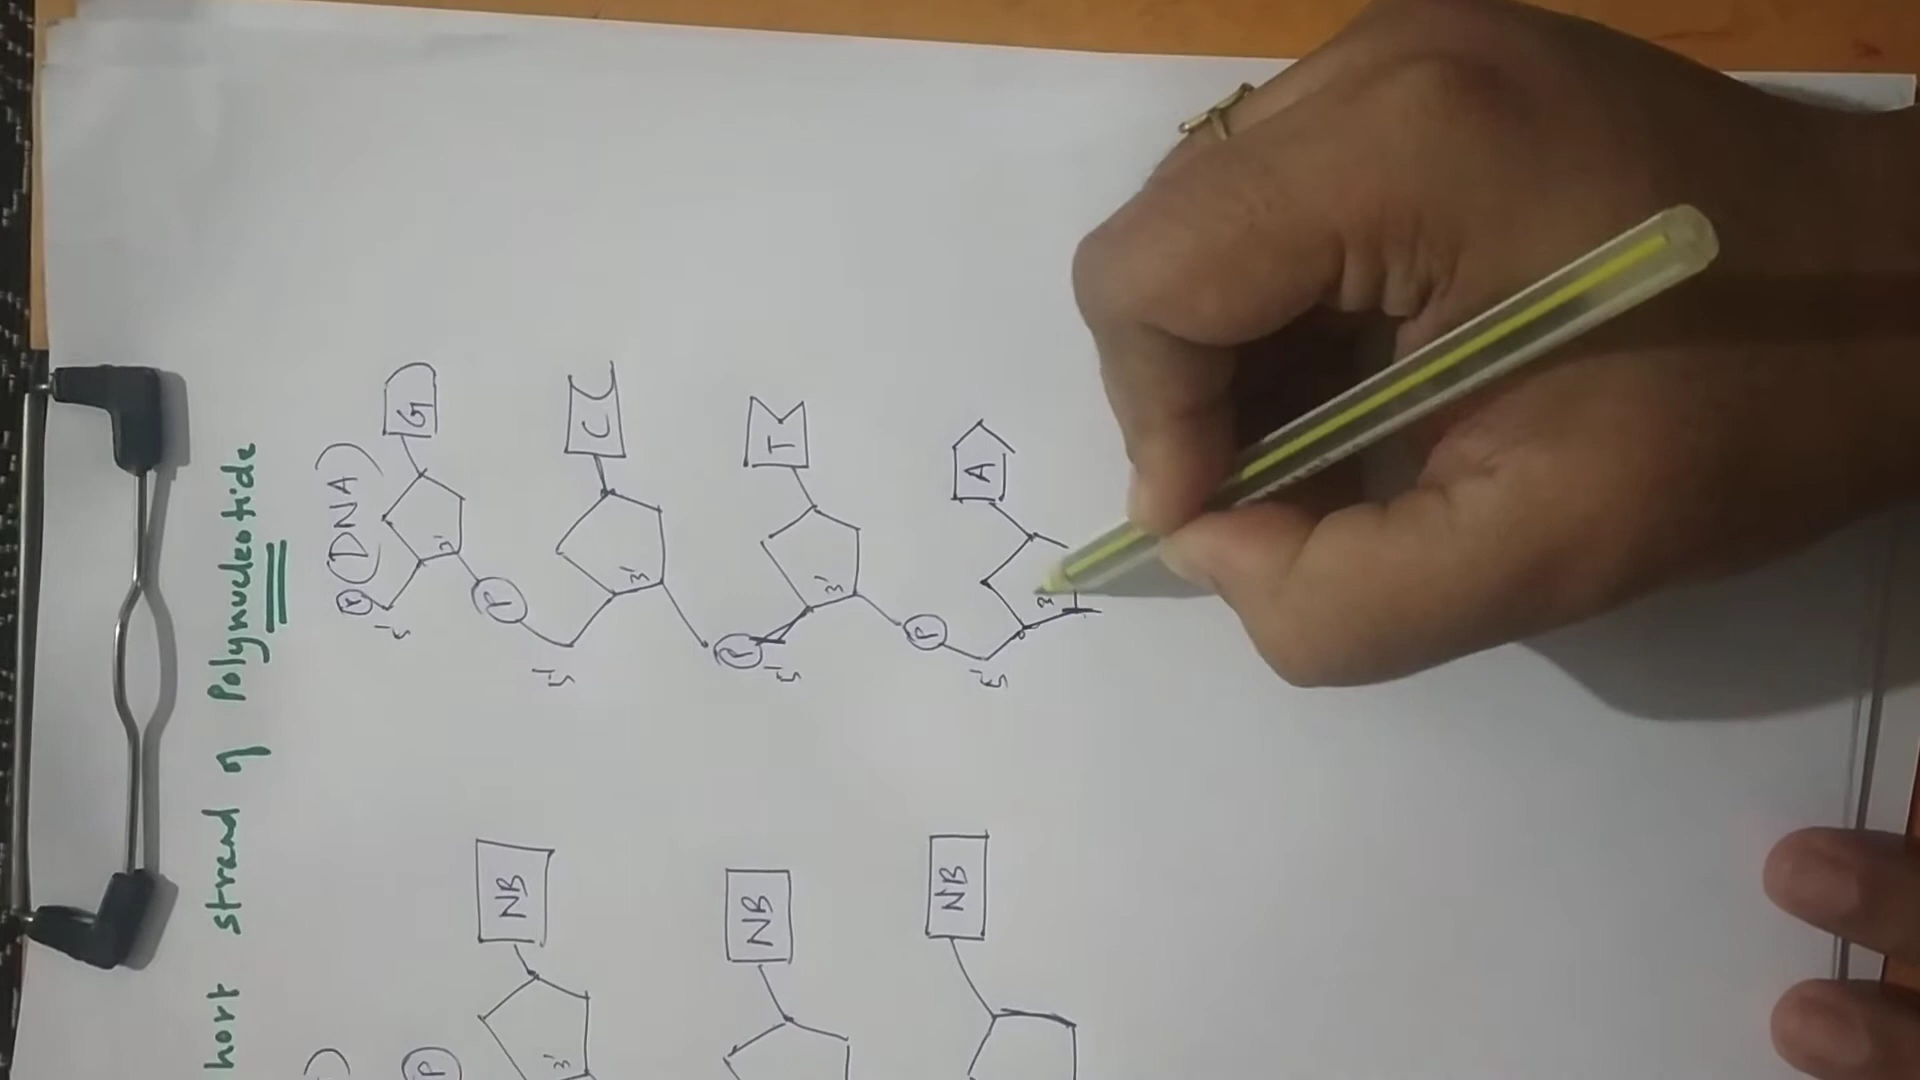 hort strand of Polynucleotide
(DNA)
P
5'
G
3'
P
5'
C
3'
P
5'
T
3'
P
5'
A
3'
)
P
NB
3'
NB
NB